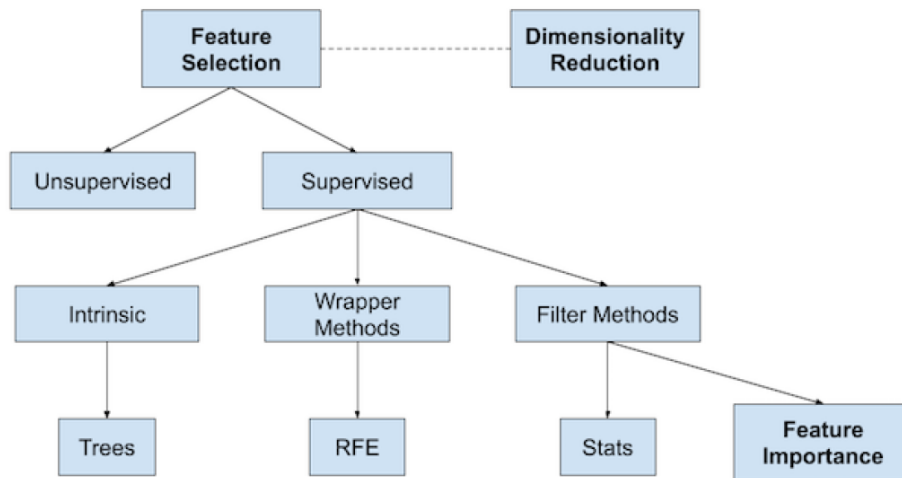 Feature
Selection
Dimensionality
Reduction
Unsupervised
Supervised
Intrinsic
Wrapper
Methods
Filter Methods
Trees
RFE
Stats
Feature
Importance